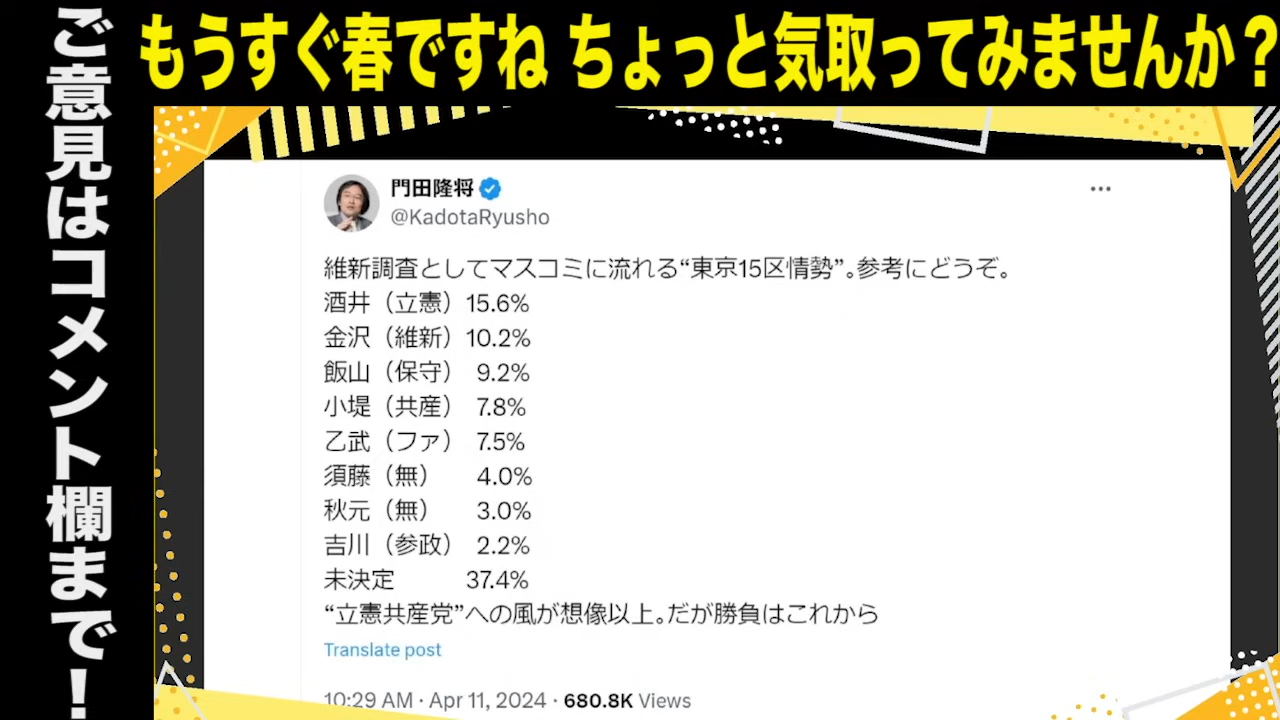 もうすぐ春ですね ちょっと気取ってみませんか？
ご意見はコメント欄まで！
門田隆将
@KadotaRyusho
維新調査としてマスコミに流れる“東京15区情勢”。参考にどうぞ。
酒井（立憲）15.6%
金沢（維新）10.2%
飯山（保守） 9.2%
小堤（共産） 7.8%
乙武（ファ） 7.5%
須藤（無） 4.0%
秋元（無） 3.0%
吉川（参政） 2.2%
未決定 37.4%
“立憲共産党”への風が想像以上。だが勝負はこれから
Translate post
10:29 AM · Apr 11, 2024 · 680.8K Views